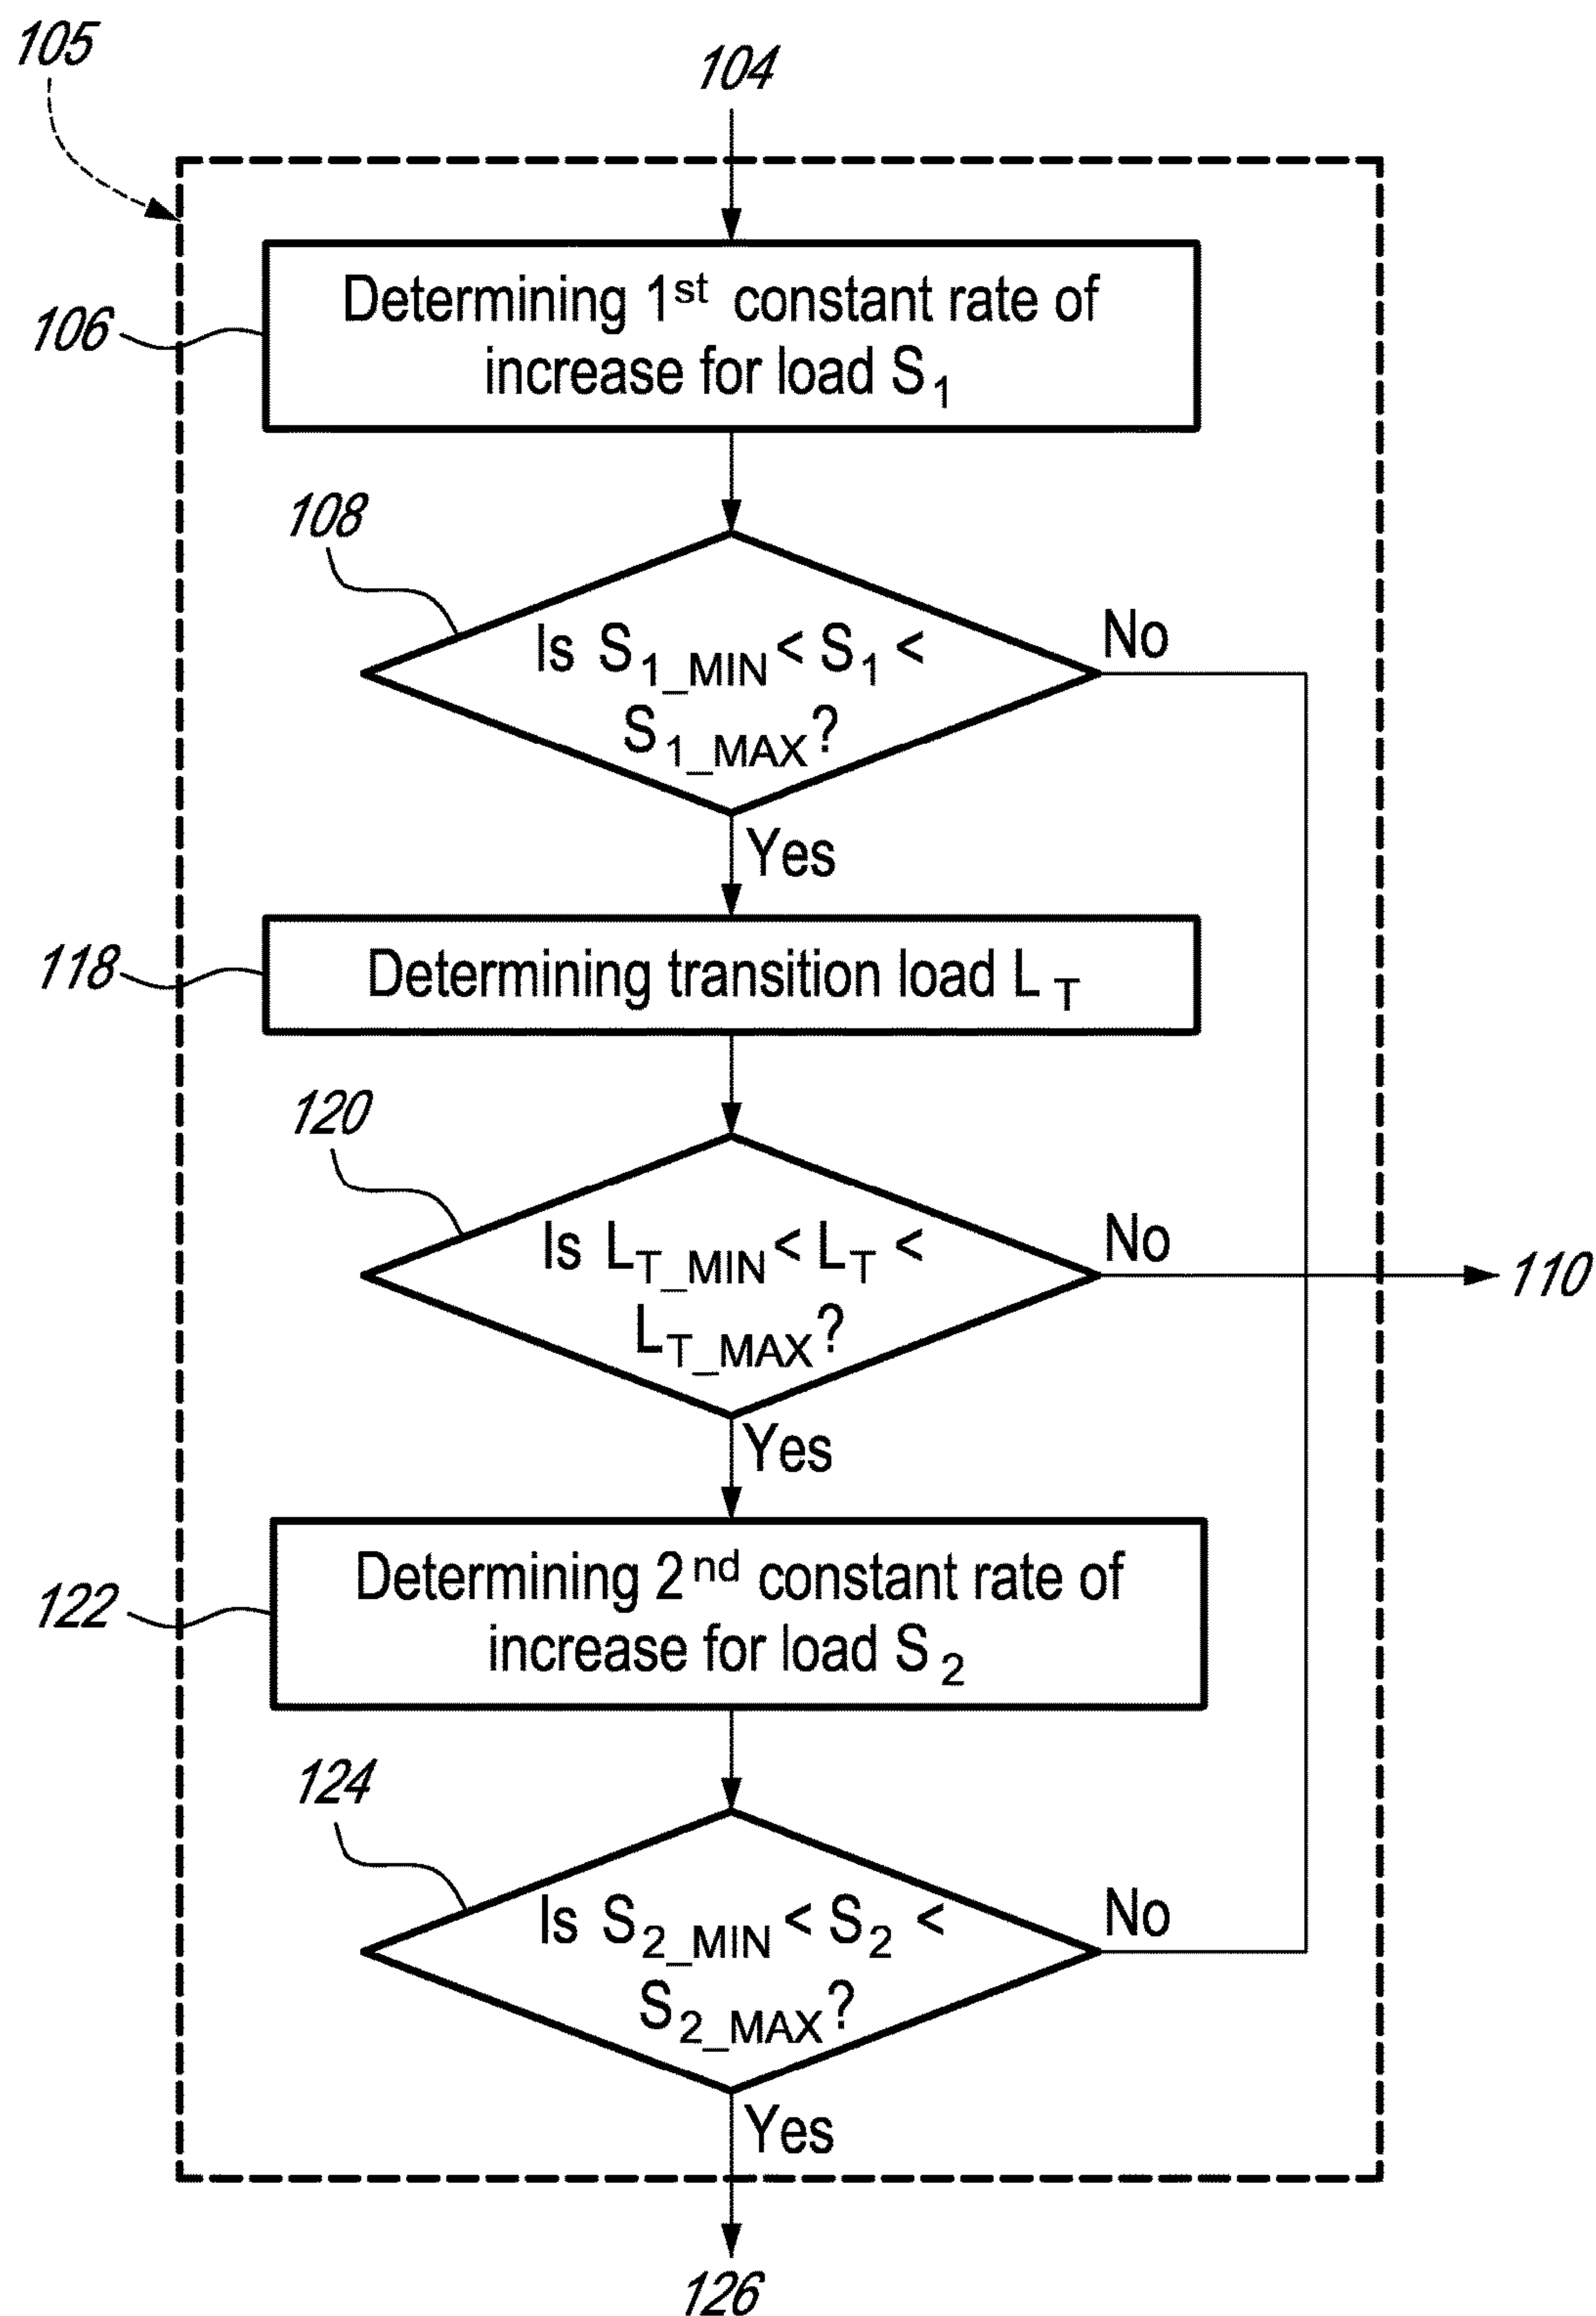 105
104
106
Determining 1st constant rate of
increase for load S1
108
Is S1_MIN < S1 <
S1_MAX?
No
Yes
118
Determining transition load LT
120
Is LT_MIN < LT <
LT_MAX?
No
110
Yes
122
Determining 2nd constant rate of
increase for load S2
124
Is S2_MIN < S2 <
S2_MAX?
No
Yes
126